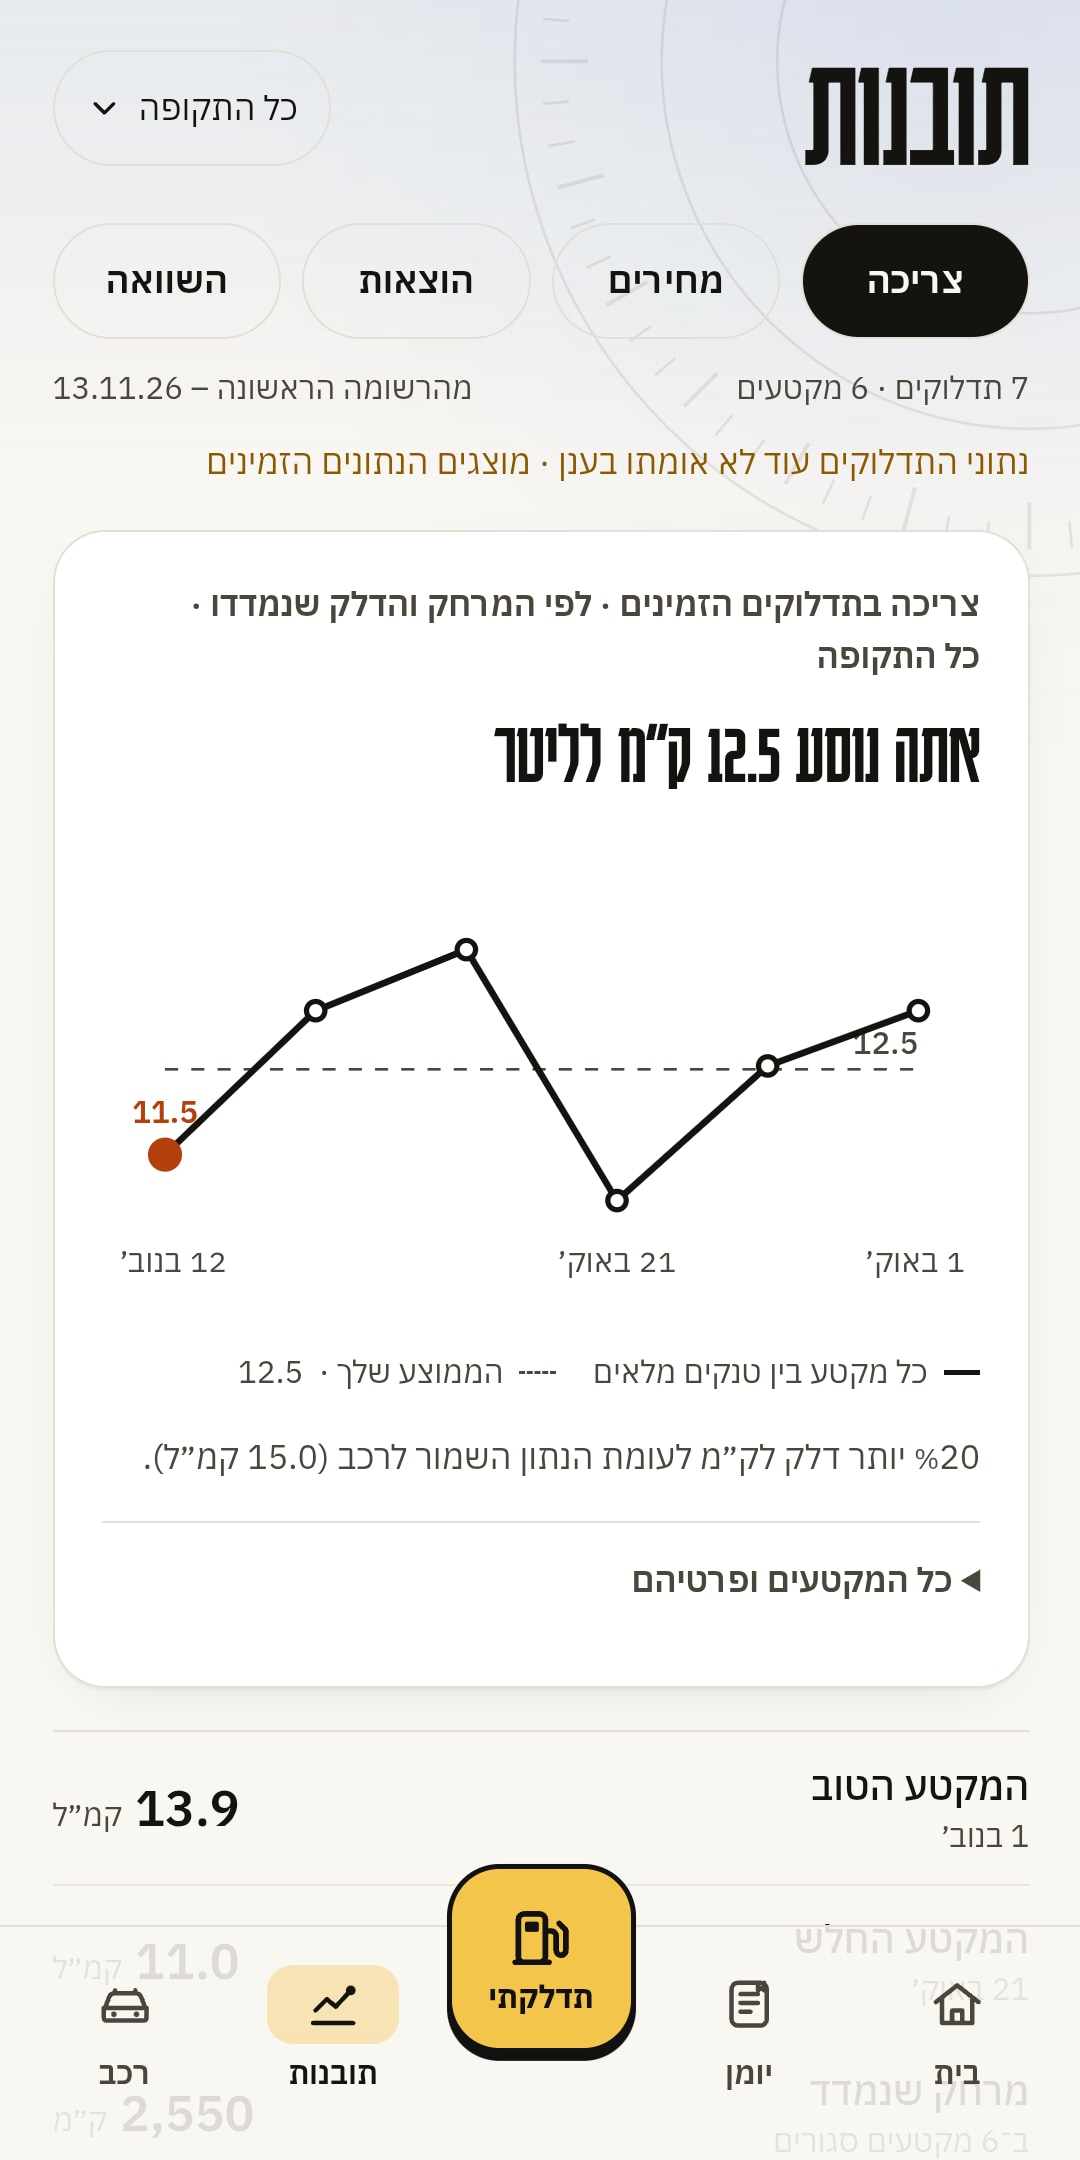 תובנות
כל התקופה
צריכה
מחירים
הוצאות
השוואה
7 תדלוקים · 6 מקטעים
מהרשומה הראשונה – 13.11.26
נתוני התדלוקים עוד לא אומתו בענן · מוצגים הנתונים הזמינים
צריכה בתדלוקים הזמינים · לפי המרחק והדלק שנמדדו ·
כל התקופה
אתה נוסע 12.5 ק״מ לליטר
12.5
11.5
1 באוק׳
21 באוק׳
12 בנוב׳
כל מקטע בין טנקים מלאים
הממוצע שלך · 12.5
20% יותר דלק לק״מ לעומת הנתון השמור לרכב (15.0 קמ״ל).
כל המקטעים ופרטיהם
המקטע הטוב
1 בנוב׳
13.9 קמ״ל
המקטע החלש
21 באוק׳
11.0 קמ״ל
מרחק שנמדד
ב־6 מקטעים סגורים
2,550 ק״מ
בית
יומן
תדלקתי
תובנות
רכב